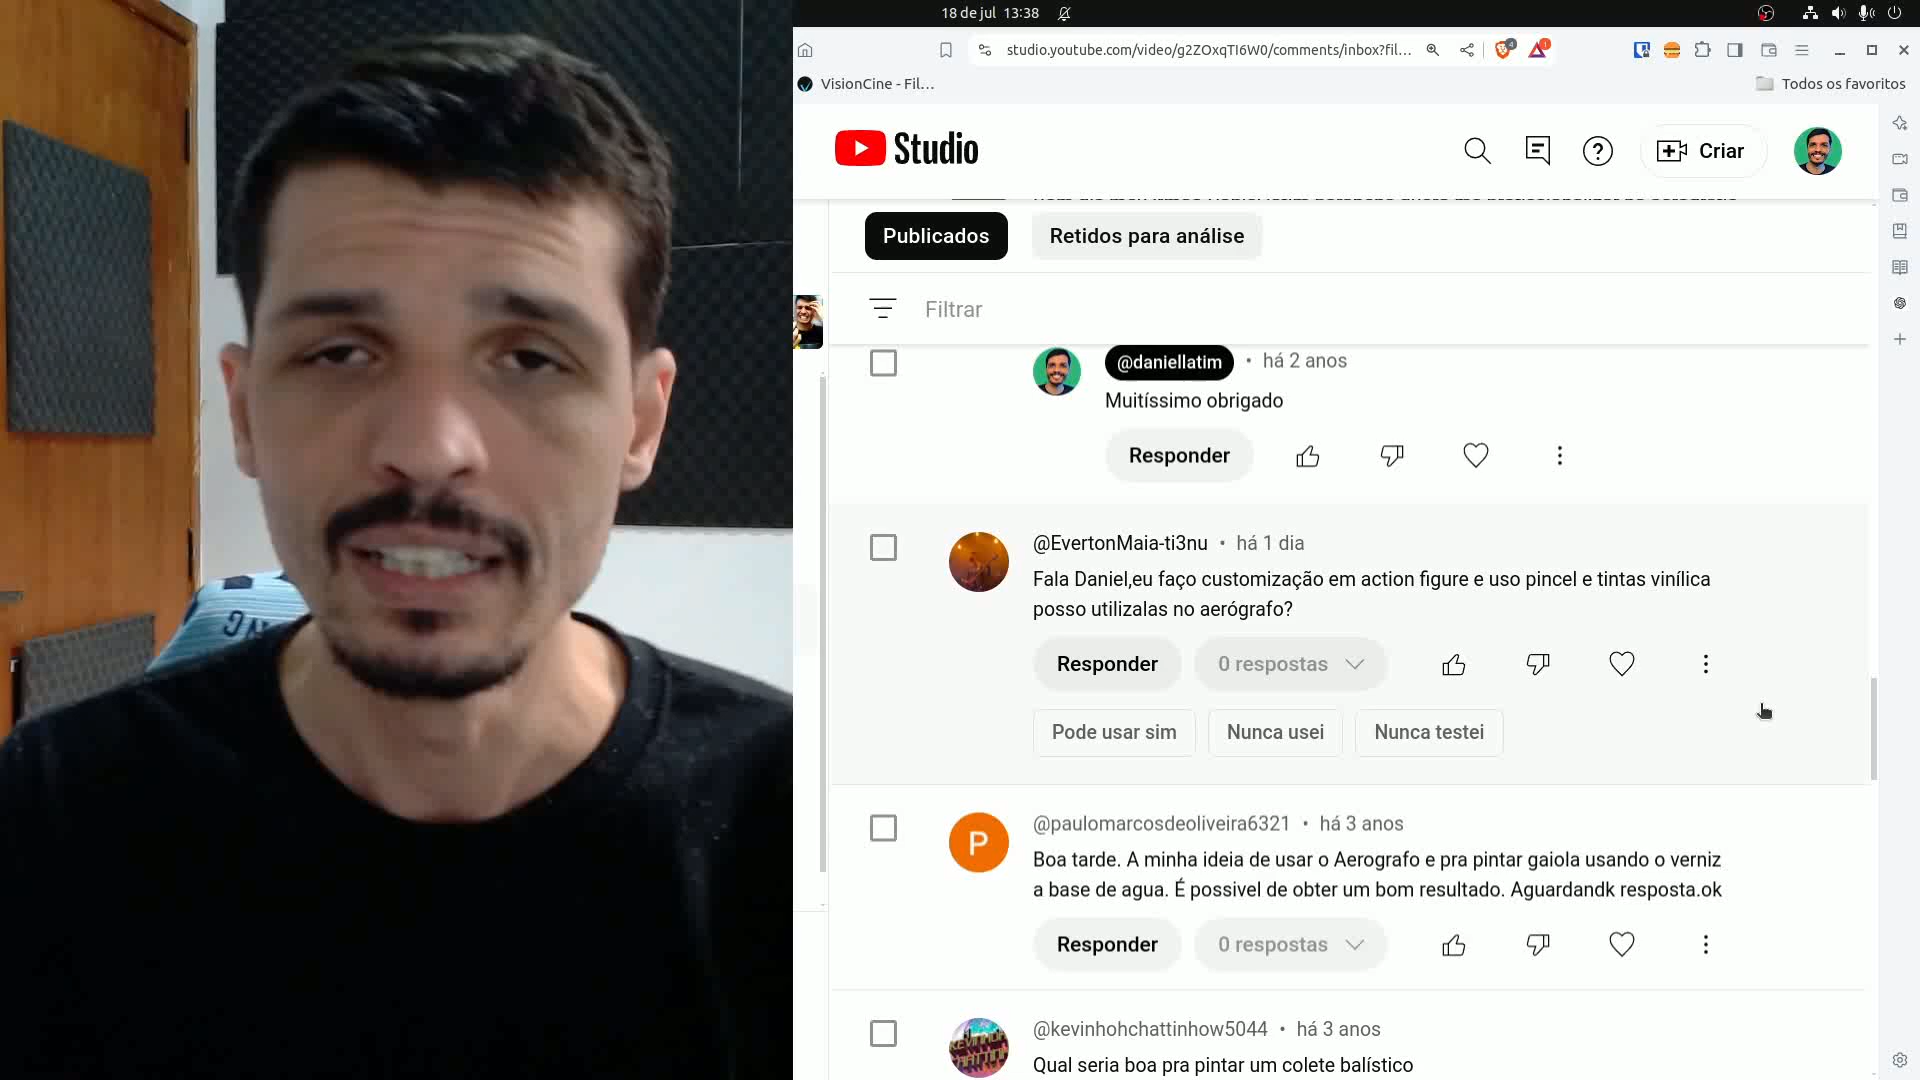 18 de jul 13:38
studio.youtube.com/video/g2ZOxqTI6W0/comments/inbox?fil...
VisionCine - Fil...
Todos os favoritos
Studio
Criar
Publicados
Retidos para análise
Filtrar
@daniellatim • há 2 anos
Muitíssimo obrigado
Responder
@EvertonMaia-ti3nu • há 1 dia
Fala Daniel,eu faço customização em action figure e uso pincel e tintas vinílica
posso utilizalas no aerógrafo?
Responder
0 respostas
Pode usar sim
Nunca usei
Nunca testei
P
@paulomarcosdeoliveira6321 • há 3 anos
Boa tarde. A minha ideia de usar o Aerografo e pra pintar gaiola usando o verniz
a base de agua. É possivel de obter um bom resultado. Aguardandk resposta.ok
Responder
0 respostas
@kevinhohchattinhow5044 • há 3 anos
Qual seria boa pra pintar um colete balístico